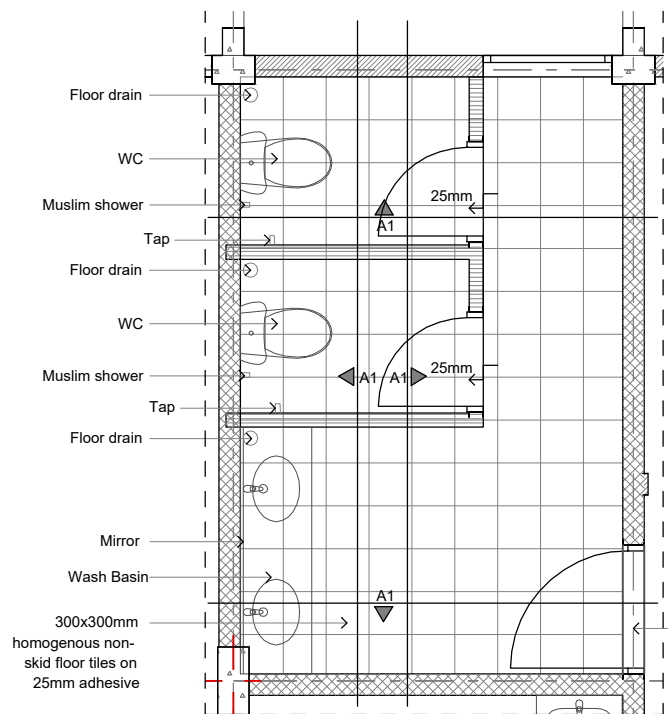 Floor drain
WC
25mm
Muslim shower
A1
Tap
Floor drain
WC
25mm
Muslim shower
A1 A1
Tap
Floor drain
Mirror
Wash Basin
A1
300x300mm
homogenous non-
skid floor tiles on
25mm adhesive